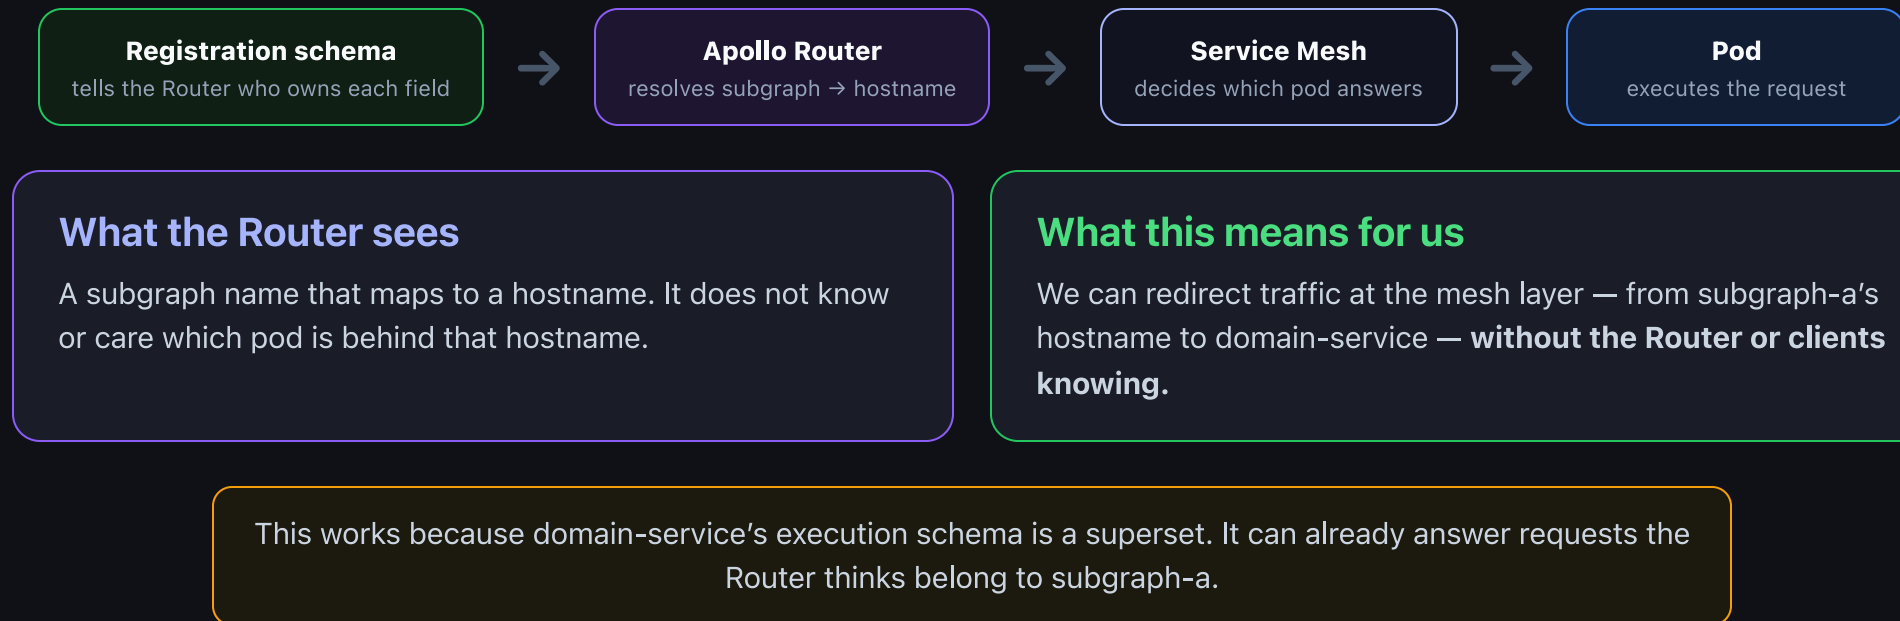 Registration schema
tells the Router who owns each field
Apollo Router
resolves subgraph → hostname
Service Mesh
decides which pod answers
Pod
executes the request
What the Router sees
A subgraph name that maps to a hostname. It does not know
or care which pod is behind that hostname.
What this means for us
We can redirect traffic at the mesh layer — from subgraph-a’s
hostname to domain-service — without the Router or clients
knowing.
This works because domain-service’s execution schema is a superset. It can already answer requests the
Router thinks belong to subgraph-a.